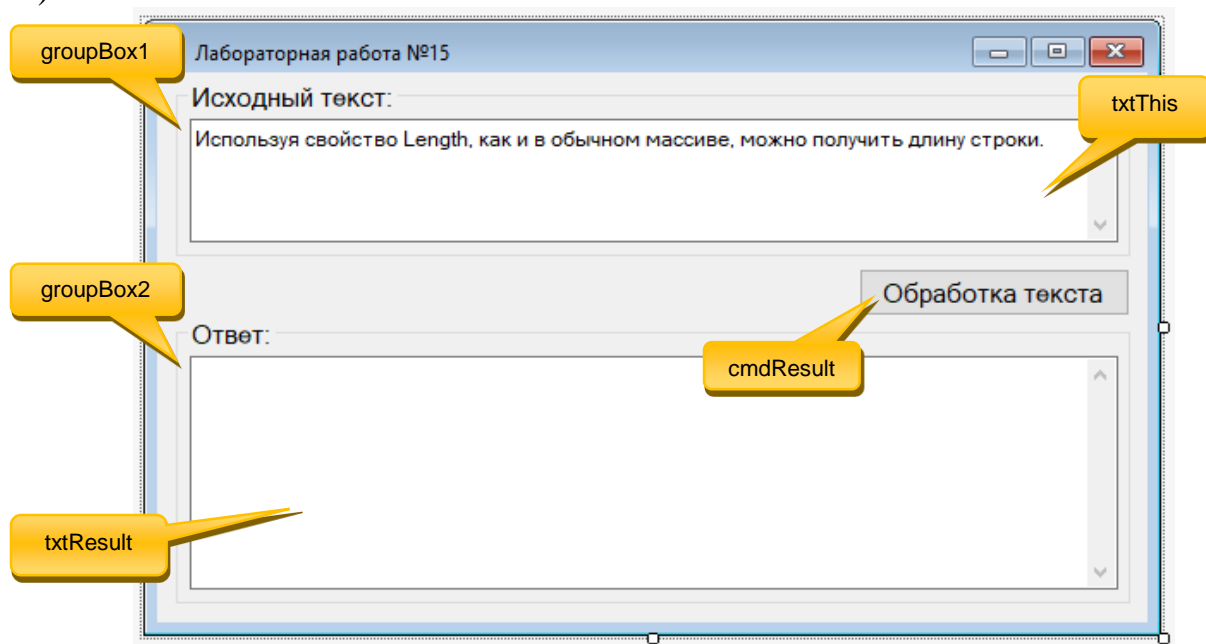 groupBox1
Лабораторная работа №15
Исходный текст:
txtThis
Используя свойство Length, как и в обычном массиве, можно получить длину строки.
groupBox2
Обработка текста
Ответ:
cmdResult
txtResult